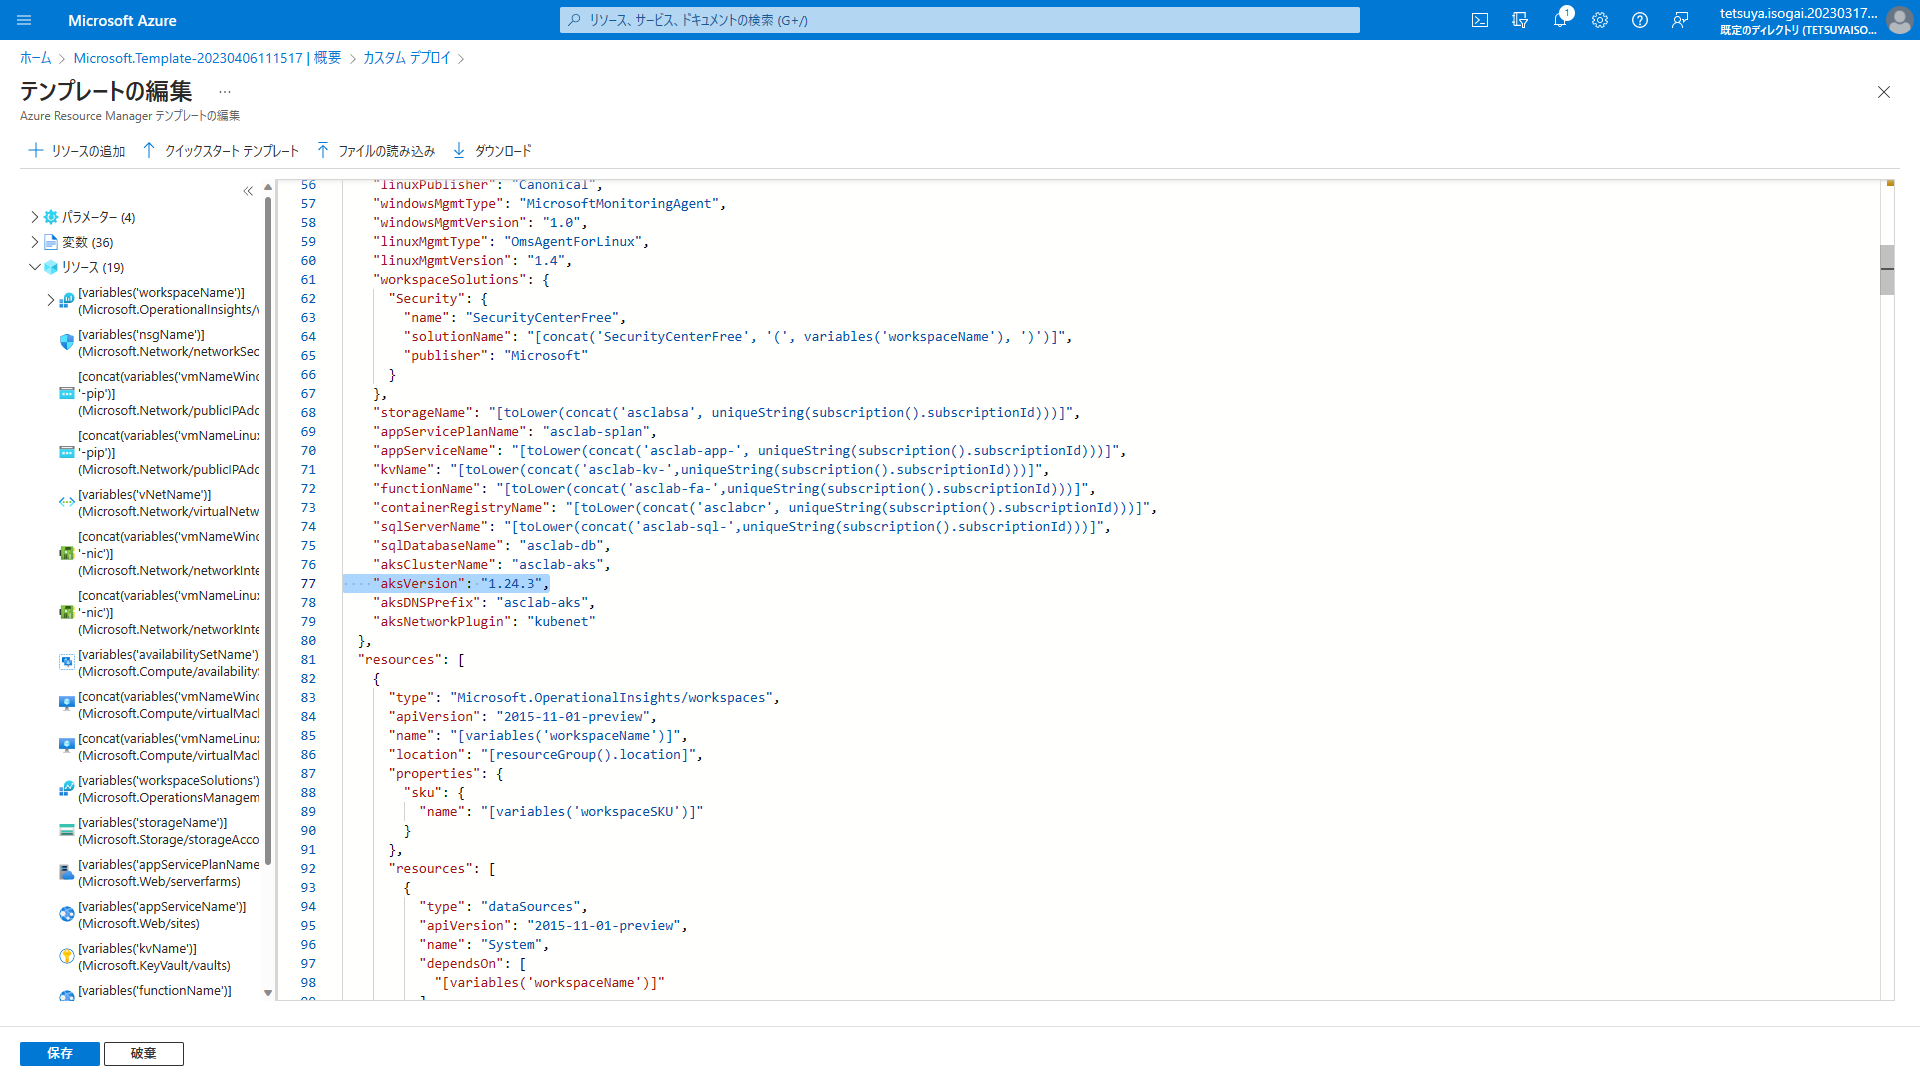 Microsoft Azure
リソース、サービス、ドキュメントの検索 (G+/)
1
tetsuya.isogai.20230317...
既定のディレクトリ (TETSUYAISO...
ホーム > Microsoft.Template-20230406111517 | 概要 > カスタム デプロイ >
テンプレートの編集 ...
Azure Resource Manager テンプレートの編集
リソースの追加 クイックスタート テンプレート ファイルの読み込み ダウンロード
パラメーター (4)
変数 (36)
リソース (19)
[variables('workspaceName')]
(Microsoft.OperationalInsights/
[variables('nsgName')]
(Microsoft.Network/networkSec
[concat(variables('vmNameWind
'-pip')]
(Microsoft.Network/publicIPAdd
[concat(variables('vmNameLinux
'-pip')]
(Microsoft.Network/publicIPAdd
[variables('vNetName')]
(Microsoft.Network/virtualNetw
[concat(variables('vmNameWind
'-nic')]
(Microsoft.Network/networkInte
[concat(variables('vmNameLinux
'-nic')]
(Microsoft.Network/networkInte
[variables('availabilitySetName')
(Microsoft.Compute/availability
[concat(variables('vmNameWind
(Microsoft.Compute/virtualMacl
[concat(variables('vmNameLinux
(Microsoft.Compute/virtualMacl
[variables('workspaceSolutions')
(Microsoft.OperationsManagem
[variables('storageName')]
(Microsoft.Storage/storageAcco
[variables('appServicePlanName
(Microsoft.Web/serverfarms)
[variables('appServiceName')]
(Microsoft.Web/sites)
[variables('kvName')]
(Microsoft.KeyVault/vaults)
[variables('functionName')]
56 "linuxPublisher": "Canonical",
57 "windowsMgmtType": "MicrosoftMonitoringAgent",
58 "windowsMgmtVersion": "1.0",
59 "linuxMgmtType": "OmsAgentForLinux",
60 "linuxMgmtVersion": "1.4",
61 "workspaceSolutions": {
62 "Security": {
63 "name": "SecurityCenterFree",
64 "solutionName": "[concat('SecurityCenterFree', '(', variables('workspaceName'), ')')]",
65 "publisher": "Microsoft"
66 }
67 },
68 "storageName": "[toLower(concat('asclabsa', uniqueString(subscription().subscriptionId)))]",
69 "appServicePlanName": "asclab-splan",
70 "appServiceName": "[toLower(concat('asclab-app-', uniqueString(subscription().subscriptionId)))]",
71 "kvName": "[toLower(concat('asclab-kv-',uniqueString(subscription().subscriptionId)))]",
72 "functionName": "[toLower(concat('asclab-fa-',uniqueString(subscription().subscriptionId)))]",
73 "containerRegistryName": "[toLower(concat('asclabcr', uniqueString(subscription().subscriptionId)))]",
74 "sqlServerName": "[toLower(concat('asclab-sql-',uniqueString(subscription().subscriptionId)))]",
75 "sqlDatabaseName": "asclab-db",
76 "aksClusterName": "asclab-aks",
77 "aksVersion": "1.24.3",
78 "aksDNSPrefix": "asclab-aks",
79 "aksNetworkPlugin": "kubenet"
80 },
81 "resources": [
82 {
83 "type": "Microsoft.OperationalInsights/workspaces",
84 "apiVersion": "2015-11-01-preview",
85 "name": "[variables('workspaceName')]",
86 "location": "[resourceGroup().location]",
87 "properties": {
88 "sku": {
89 "name": "[variables('workspaceSKU')]"
90 }
91 },
92 "resources": [
93 {
94 "type": "dataSources",
95 "apiVersion": "2015-11-01-preview",
96 "name": "System",
97 "dependsOn": [
98 "[variables('workspaceName')]"
保存 破棄